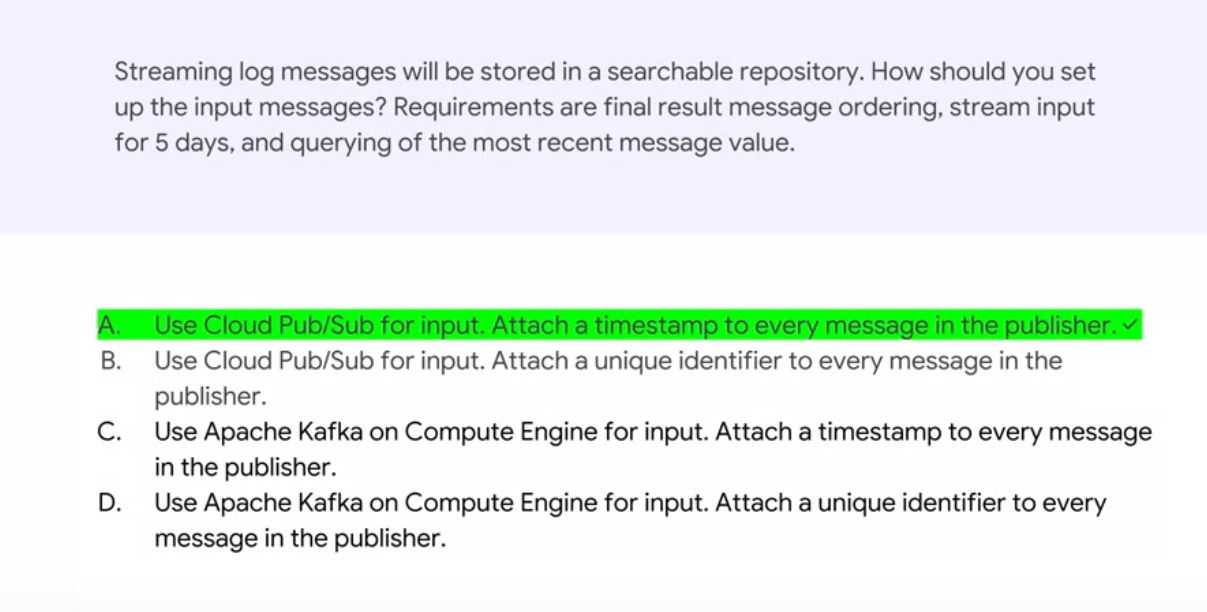 Streaming log messages will be stored in a searchable repository. How should you set
up the input messages? Requirements are final result message ordering, stream input
for 5 days, and querying of the most recent message value.
A. Use Cloud Pub/Sub for input. Attach a timestamp to every message in the publisher. ✓
B. Use Cloud Pub/Sub for input. Attach a unique identifier to every message in the
publisher.
C. Use Apache Kafka on Compute Engine for input. Attach a timestamp to every message
in the publisher.
D. Use Apache Kafka on Compute Engine for input. Attach a unique identifier to every
message in the publisher.